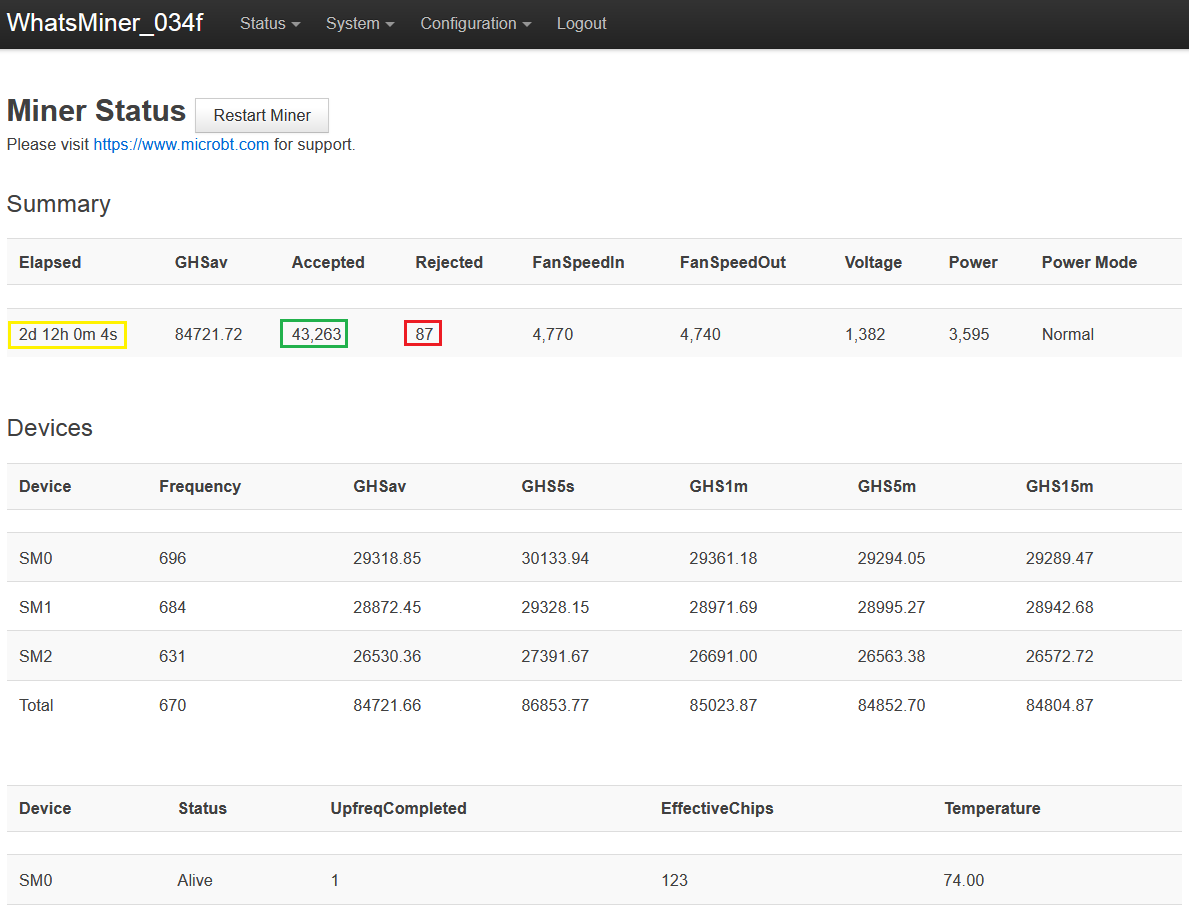 WhatsMiner_034f Status System Configuration Logout
Miner Status Restart Miner
Please visit https://www.microbt.com for support.
Summary
Elapsed GHSav Accepted Rejected FanSpeedIn FanSpeedOut Voltage Power Power Mode
2d 12h 0m 4s 84721.72 43,263 87 4,770 4,740 1,382 3,595 Normal
Devices
Device Frequency GHSav GHS5s GHS1m GHS5m GHS15m
SM0 696 29318.85 30133.94 29361.18 29294.05 29289.47
SM1 684 28872.45 29328.15 28971.69 28995.27 28942.68
SM2 631 26530.36 27391.67 26691.00 26563.38 26572.72
Total 670 84721.66 86853.77 85023.87 84852.70 84804.87
Device Status UpfreqCompleted EffectiveChips Temperature
SM0 Alive 1 123 74.00